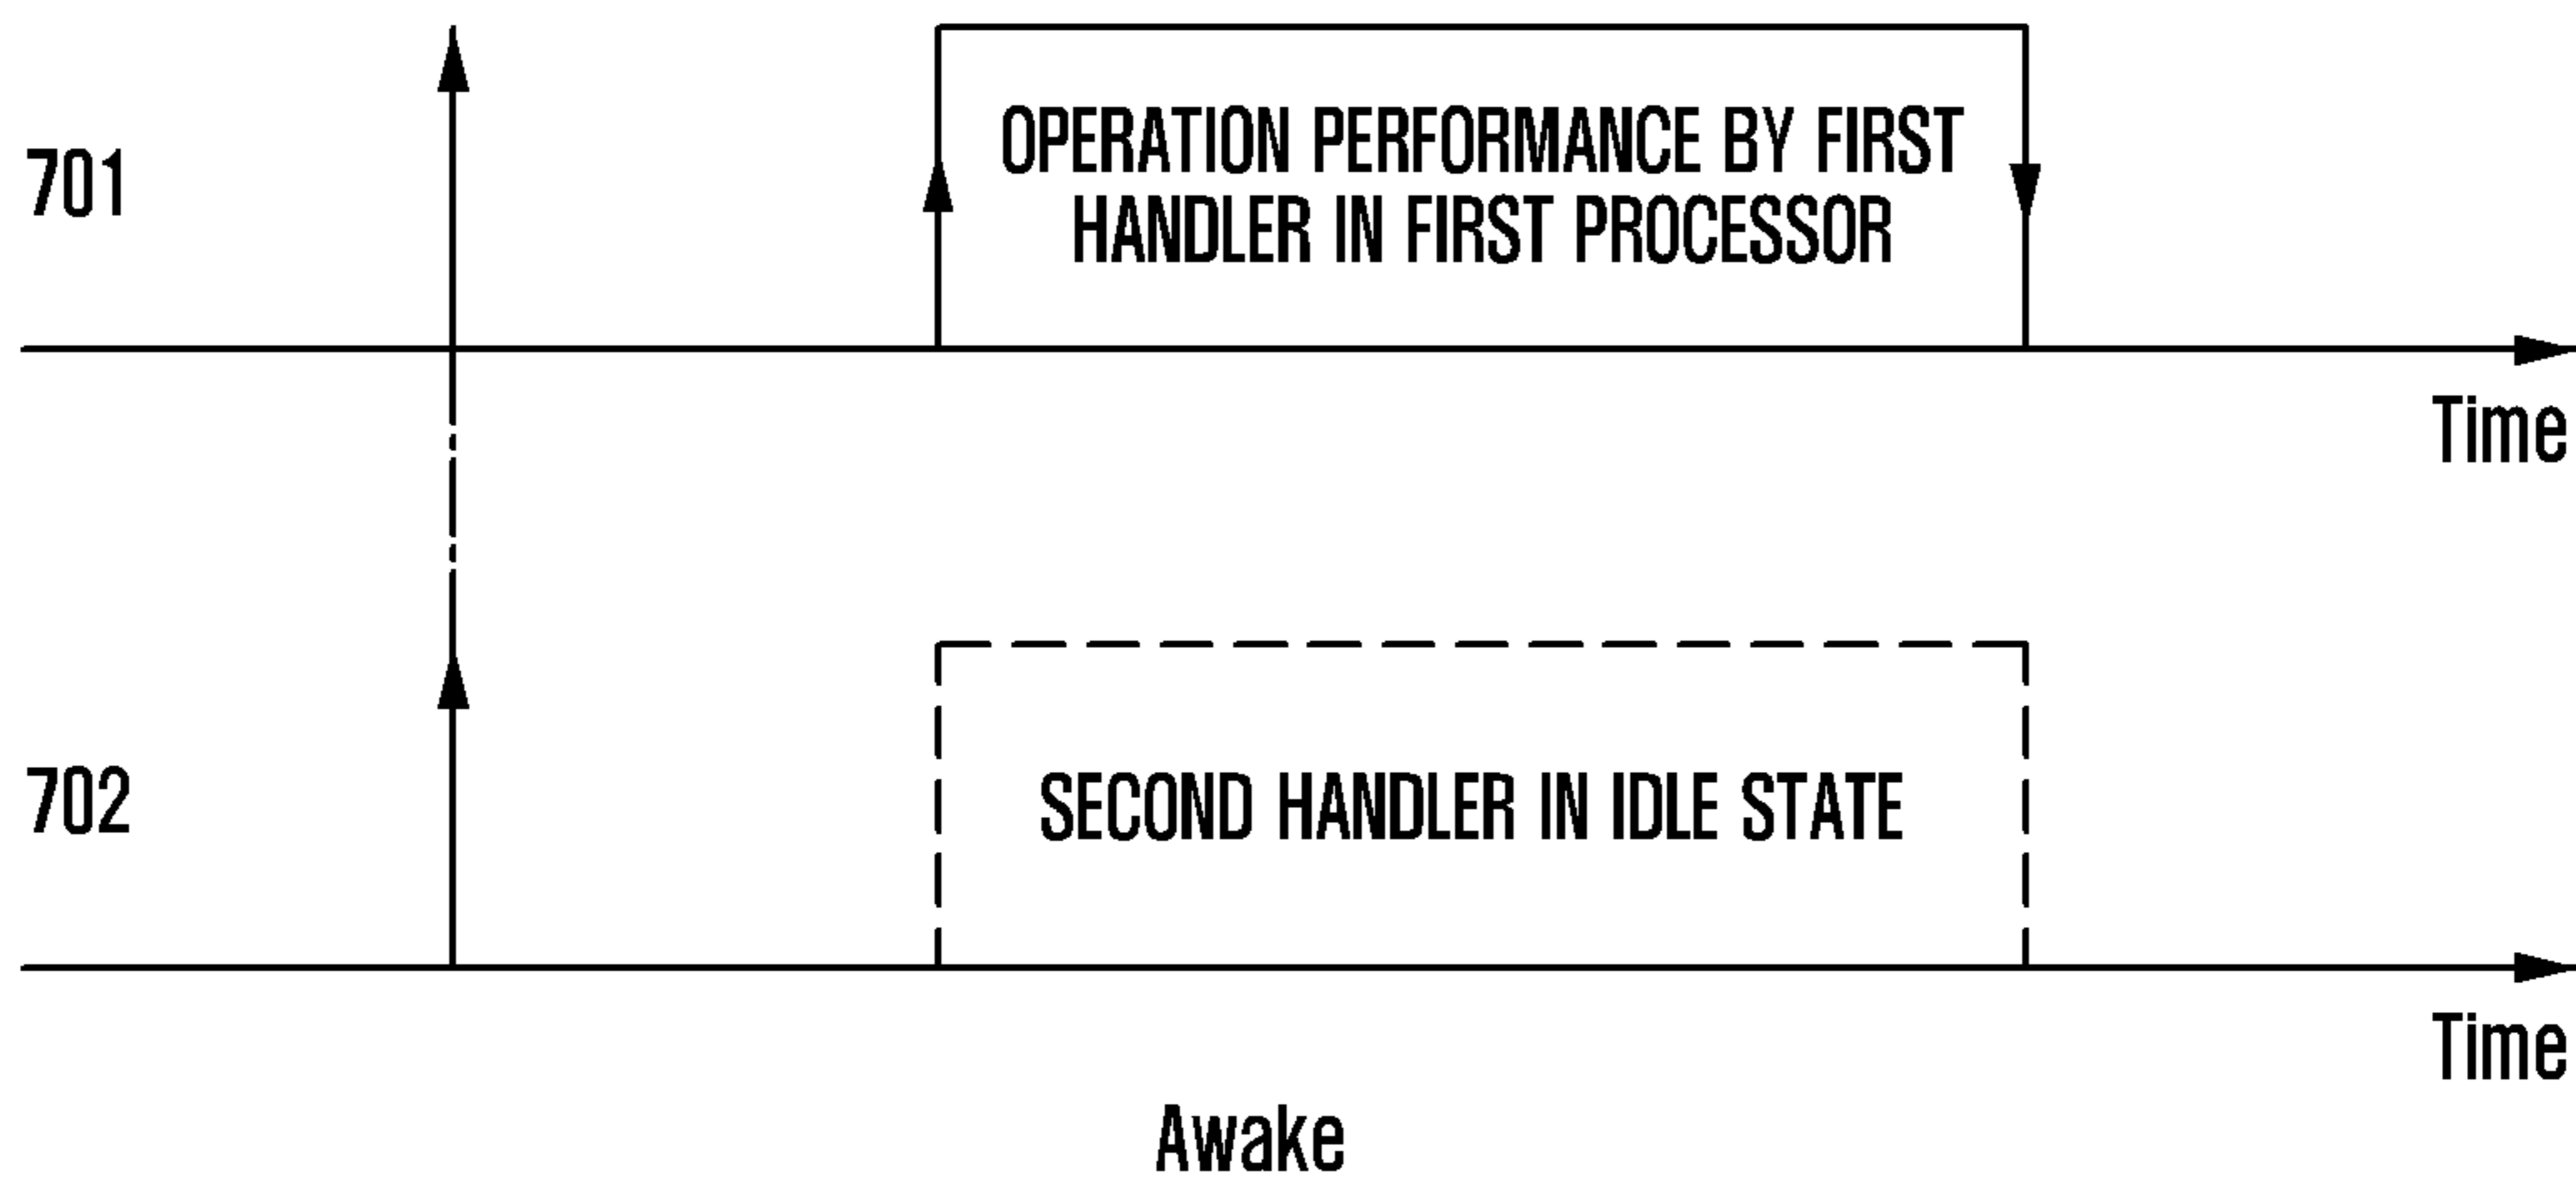 701
OPERATION PERFORMANCE BY FIRST
HANDLER IN FIRST PROCESSOR
Time
702
SECOND HANDLER IN IDLE STATE
Time
Awake